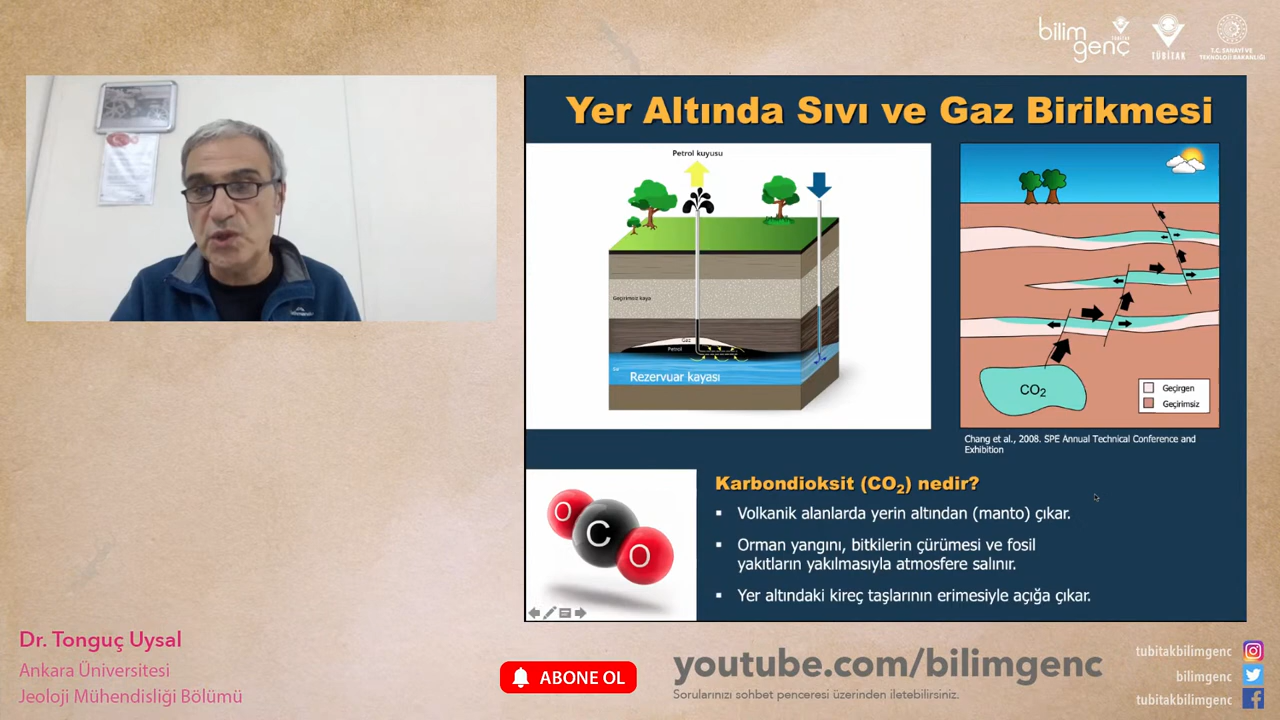 bilim
genç
TÜBİTAK
TÜBİTAK
T.C. SANAYİ VE
TEKNOLOJİ BAKANLIĞI
Yer Altında Sıvı ve Gaz Birikmesi
Petrol kuyusu
Geçirimsiz kaya
Gaz
Petrol
Su
Rezervuar kayası
CO₂
Geçirgen
Geçirimsiz
Chang et al., 2008. SPE Annual Technical Conference and
Exhibition
O C O
Karbondioksit (CO₂) nedir?
▪ Volkanik alanlarda yerin altından (manto) çıkar.
▪ Orman yangını, bitkilerin çürümesi ve fosil
yakıtların yakılmasıyla atmosfere salınır.
▪ Yer altındaki kireç taşlarının erimesiyle açığa çıkar.
Dr. Tonguç Uysal
Ankara Üniversitesi
Jeoloji Mühendisliği Bölümü
ABONE OL
youtube.com/bilimgenc
Sorularınızı sohbet penceresi üzerinden iletebilirsiniz.
tubitakbilimgenc
bilimgenc
tubitakbilimgenc